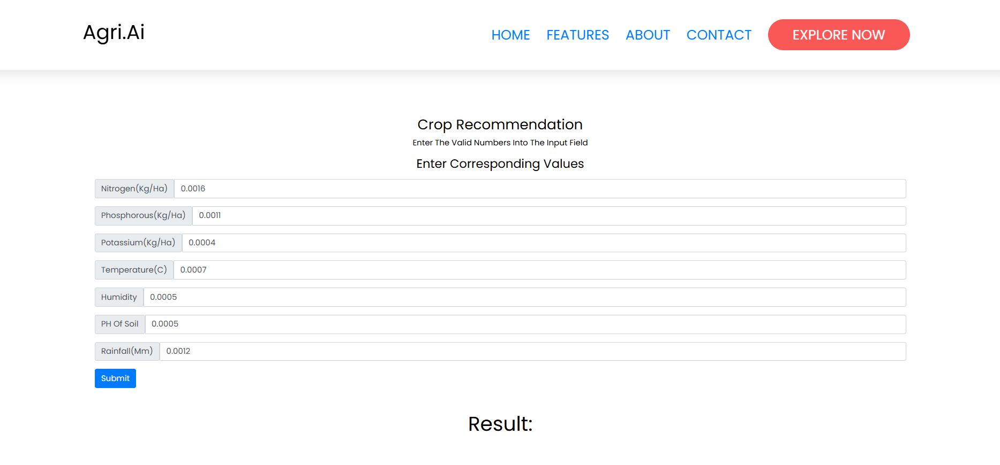 Agri.Ai
HOME FEATURES ABOUT CONTACT EXPLORE NOW
Crop Recommendation
Enter The Valid Numbers Into The Input Field
Enter Corresponding Values
Nitrogen(Kg/Ha) 0.0016
Phosphorous(Kg/Ha) 0.0011
Potassium(Kg/Ha) 0.0004
Temperature(C) 0.0007
Humidity 0.0005
PH Of Soil 0.0005
Rainfall(Mm) 0.0012
Submit
Result: